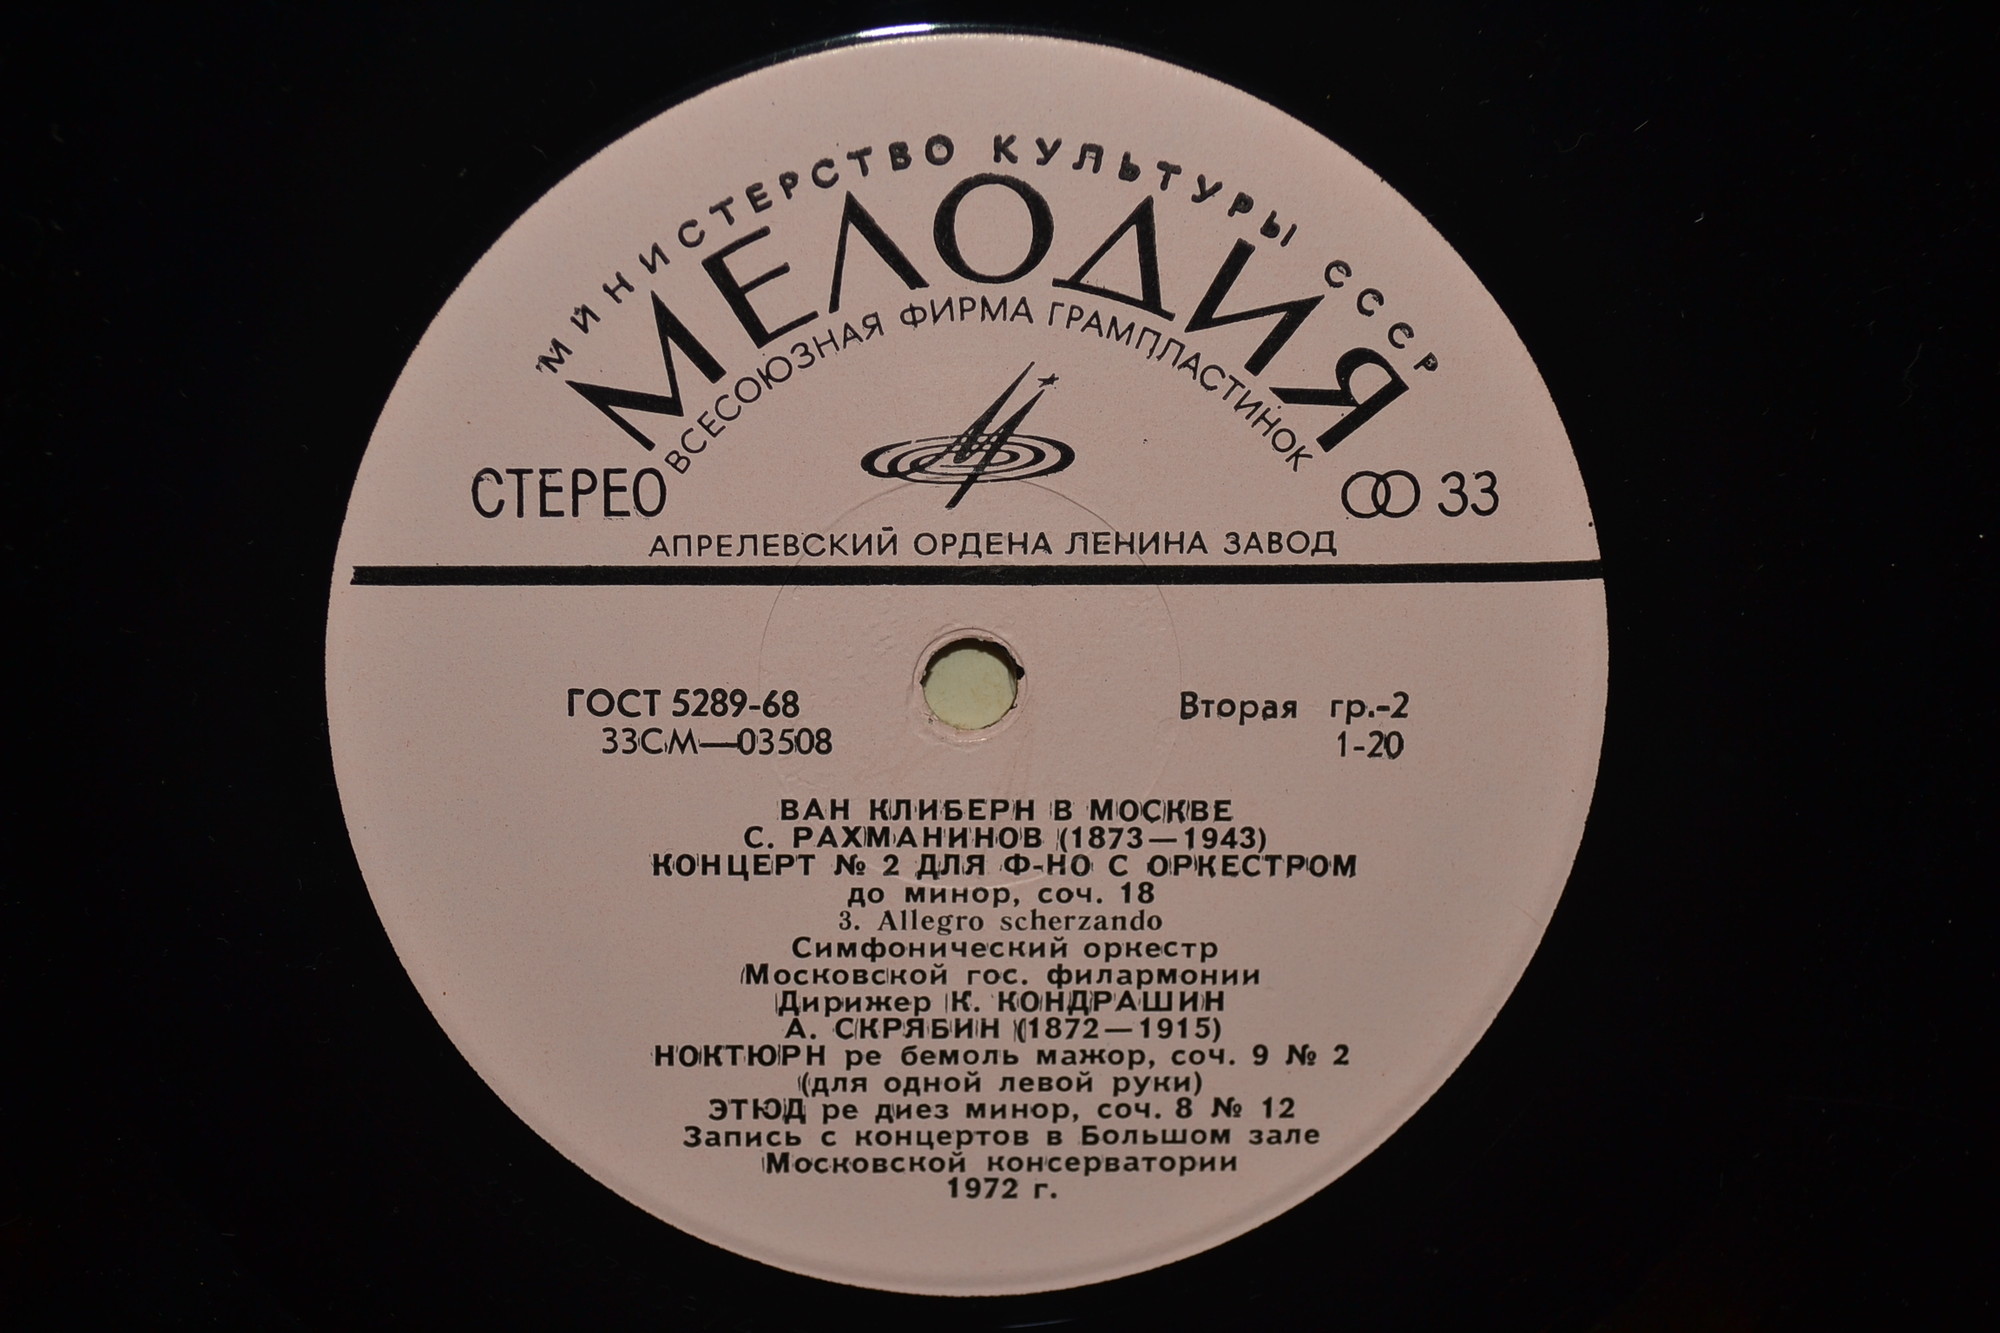 МИНИСТЕРСТВО КУЛЬТУРЫ СССР
МЕЛОДИЯ
ВСЕСОЮЗНАЯ ФИРМА ГРАМПЛАСТИНОК
СТЕРЕО 33
АПРЕЛЕВСКИЙ ОРДЕНА ЛЕНИНА ЗАВОД
ГОСТ 5289-68 Вторая гр.-2
33СМ—03508 1-20
ВАН КЛИБЕРН В МОСКВЕ
С. РАХМАНИНОВ (1873—1943)
КОНЦЕРТ № 2 ДЛЯ Ф-НО С ОРКЕСТРОМ
до минор, соч. 18
3. Allegro scherzando
Симфонический оркестр
Московской гос. филармонии
Дирижер К. КОНДРАШИН
А. СКРЯБИН (1872—1915)
НОКТЮРН ре бемоль мажор, соч. 9 № 2
(для одной левой руки)
ЭТЮД ре диез минор, соч. 8 № 12
Запись с концертов в Большом зале
Московской консерватории
1972 г.